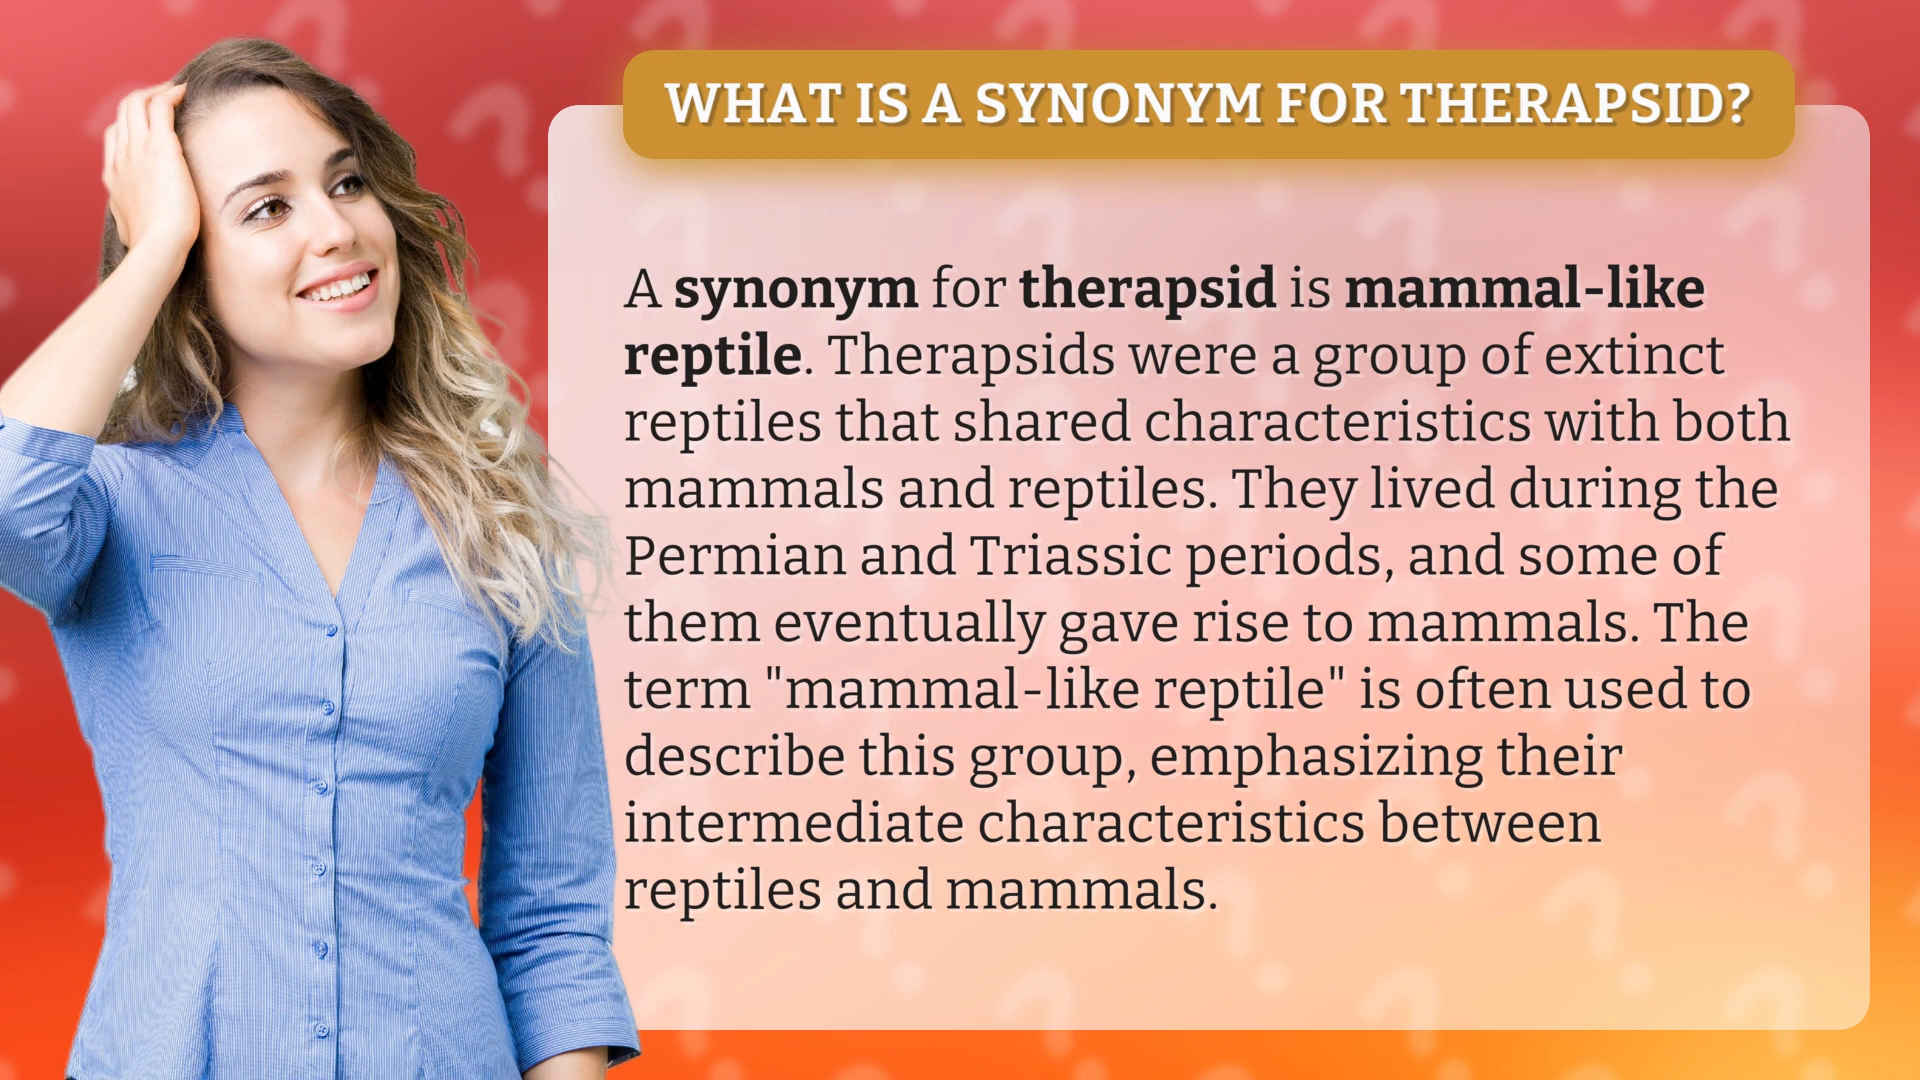 WHAT IS A SYNONYM FOR THERAPSID?
A synonym for therapsid is mammal-like
reptile. Therapsids were a group of extinct
reptiles that shared characteristics with both
mammals and reptiles. They lived during the
Permian and Triassic periods, and some of
them eventually gave rise to mammals. The
term "mammal-like reptile" is often used to
describe this group, emphasizing their
intermediate characteristics between
reptiles and mammals.